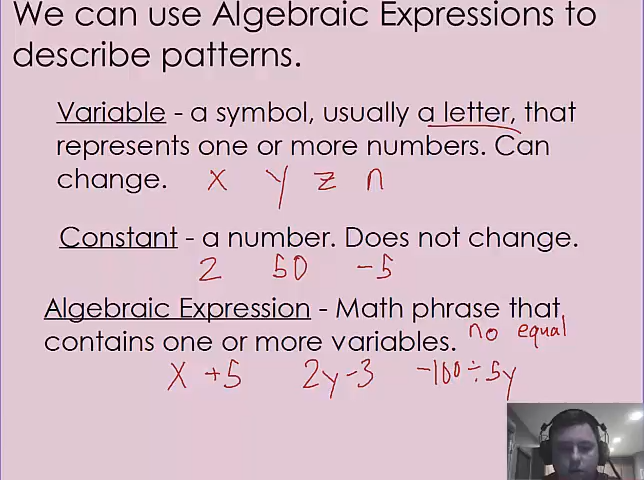 We can use Algebraic Expressions to
describe patterns.
Variable - a symbol, usually a letter, that
represents one or more numbers. Can
change. x y z n
Constant - a number. Does not change.
2 50 -5
Algebraic Expression - Math phrase that
contains one or more variables. no equal
x +5 2y-3 -100÷5y